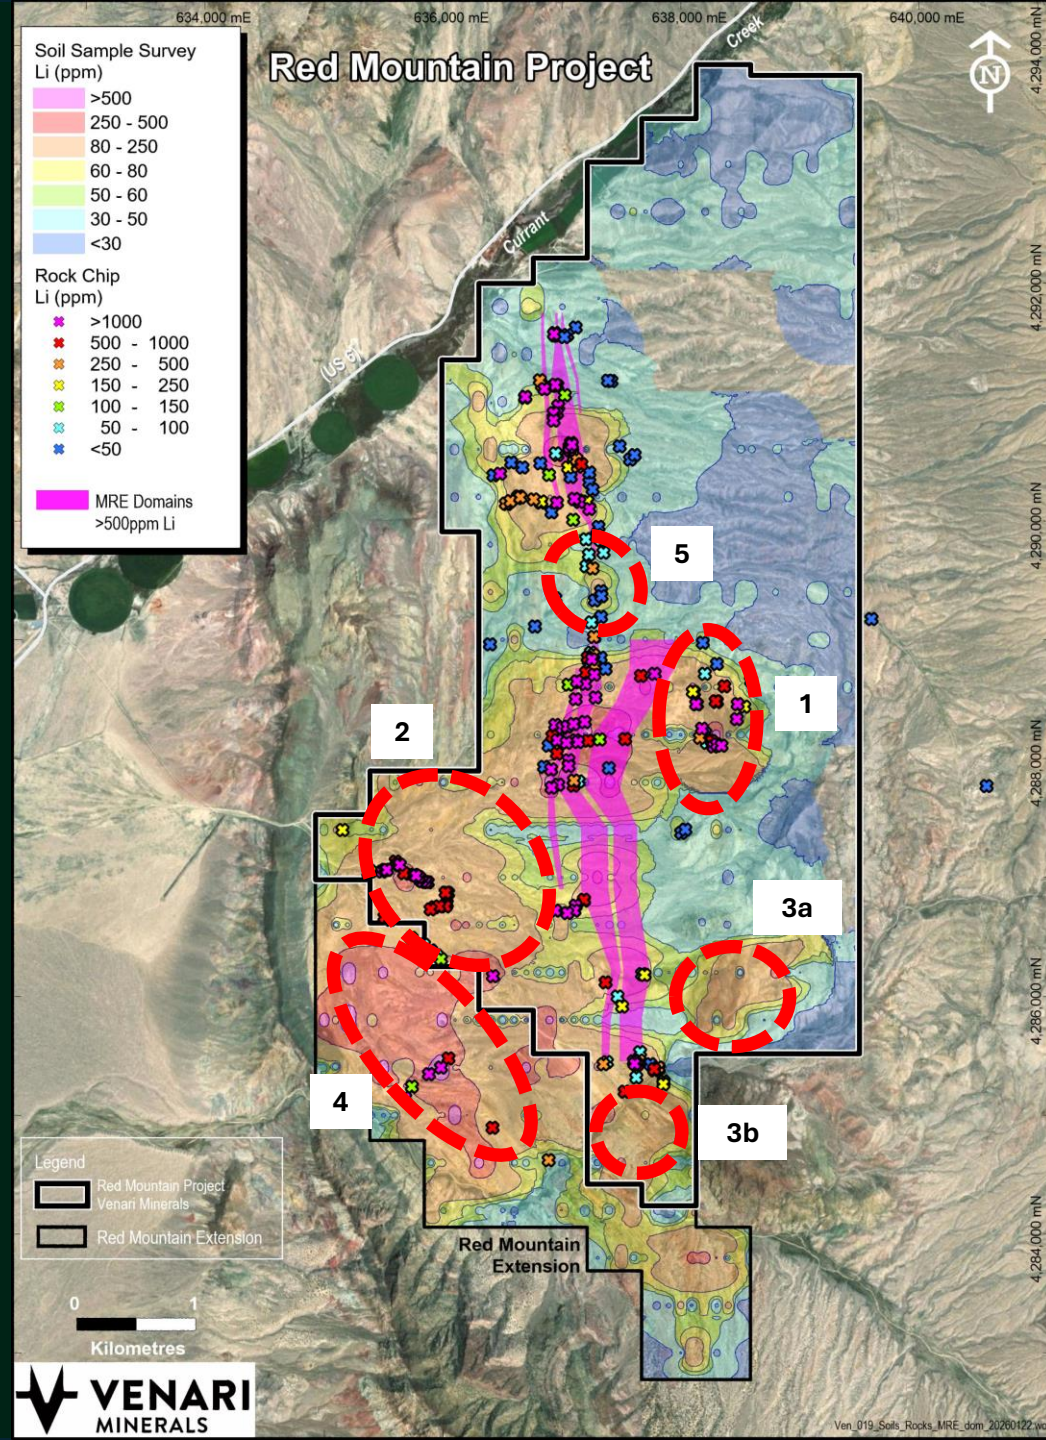 634,000 mE
636,000 mE
638,000 mE
640,000 mE
Red Mountain Project
Soil Sample Survey
Li (ppm)
>500
250 - 500
80 - 250
60 - 80
50 - 60
30 - 50
<30
Rock Chip
Li (ppm)
>1000
500 - 1000
250 - 500
150 - 250
100 - 150
50 - 100
<50
MRE Domains
>500ppm Li
Creek
Currant
(US 6)
N
4,294,000 mN
4,292,000 mN
4,290,000 mN
4,288,000 mN
4,286,000 mN
4,284,000 mN
5
1
2
3a
4
3b
Legend
Red Mountain Project
Venari Minerals
Red Mountain Extension
Red Mountain
Extension
0 1
Kilometres
VENARI
MINERALS